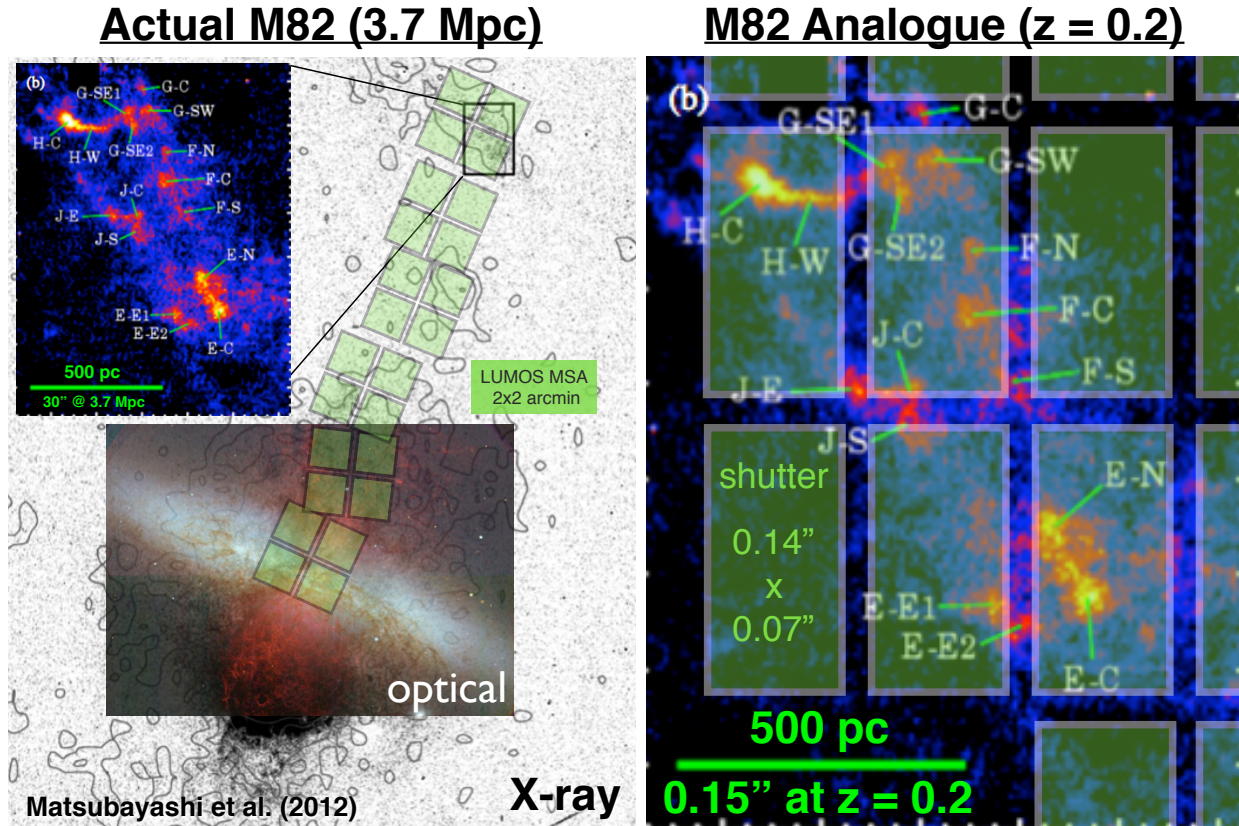 Actual M82 (3.7 Mpc)
(b)
G-C
G-SE1
G-SW
H-C
H-W
G-SE2
F-N
F-C
J-C
J-E
F-S
J-S
E-N
E-E1
E-E2
E-C
500 pc
30” @ 3.7 Mpc
LUMOS MSA
2x2 arcmin
optical
X-ray
Matsubayashi et al. (2012)
M82 Analogue (z = 0.2)
(b)
G-C
G-SE1
G-SW
H-C
H-W
G-SE2
F-N
F-C
J-C
J-E
F-S
J-S
shutter
0.14”
x
0.07”
E-N
E-E1
E-E2
E-C
500 pc
0.15” at z = 0.2